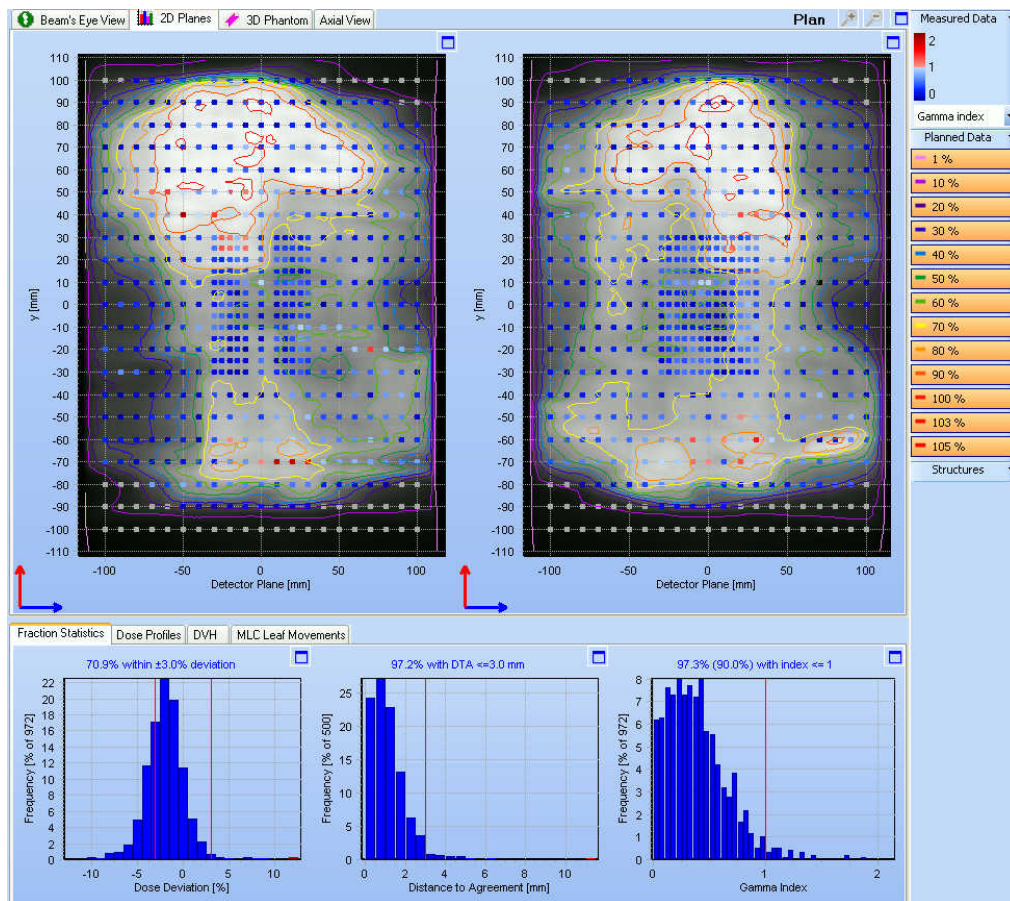 Beam's Eye View
2D Planes
3D Phantom
Axial View
Plan
Measured Data
2
1
0
Gamma index
Planned Data
1 %
10 %
20 %
30 %
40 %
50 %
60 %
70 %
80 %
90 %
100 %
103 %
105 %
Structures
110
100
90
80
70
60
50
40
30
20
10
0
-10
-20
-30
-40
-50
-60
-70
-80
-90
-100
-110
y [mm]
-100 -50 0 50 100
Detector Plane [mm]
110
100
90
80
70
60
50
40
30
20
10
0
-10
-20
-30
-40
-50
-60
-70
-80
-90
-100
-110
y [mm]
-100 -50 0 50 100
Detector Plane [mm]
Fraction Statistics
Dose Profiles
DVH
MLC Leaf Movements
70.9% within ±3.0% deviation
22
20
18
16
14
12
10
8
6
4
2
0
Frequency [% of 972]
-10 -5 0 5 10
Dose Deviation [%]
97.2% with DTA <=3.0 mm
25
20
15
10
5
0
Frequency [% of 500]
0 2 4 6 8 10
Distance to Agreement [mm]
97.3% (90.0%) with index <= 1
8
7
6
5
4
3
2
1
0
Frequency [% of 972]
0 1 2
Gamma Index